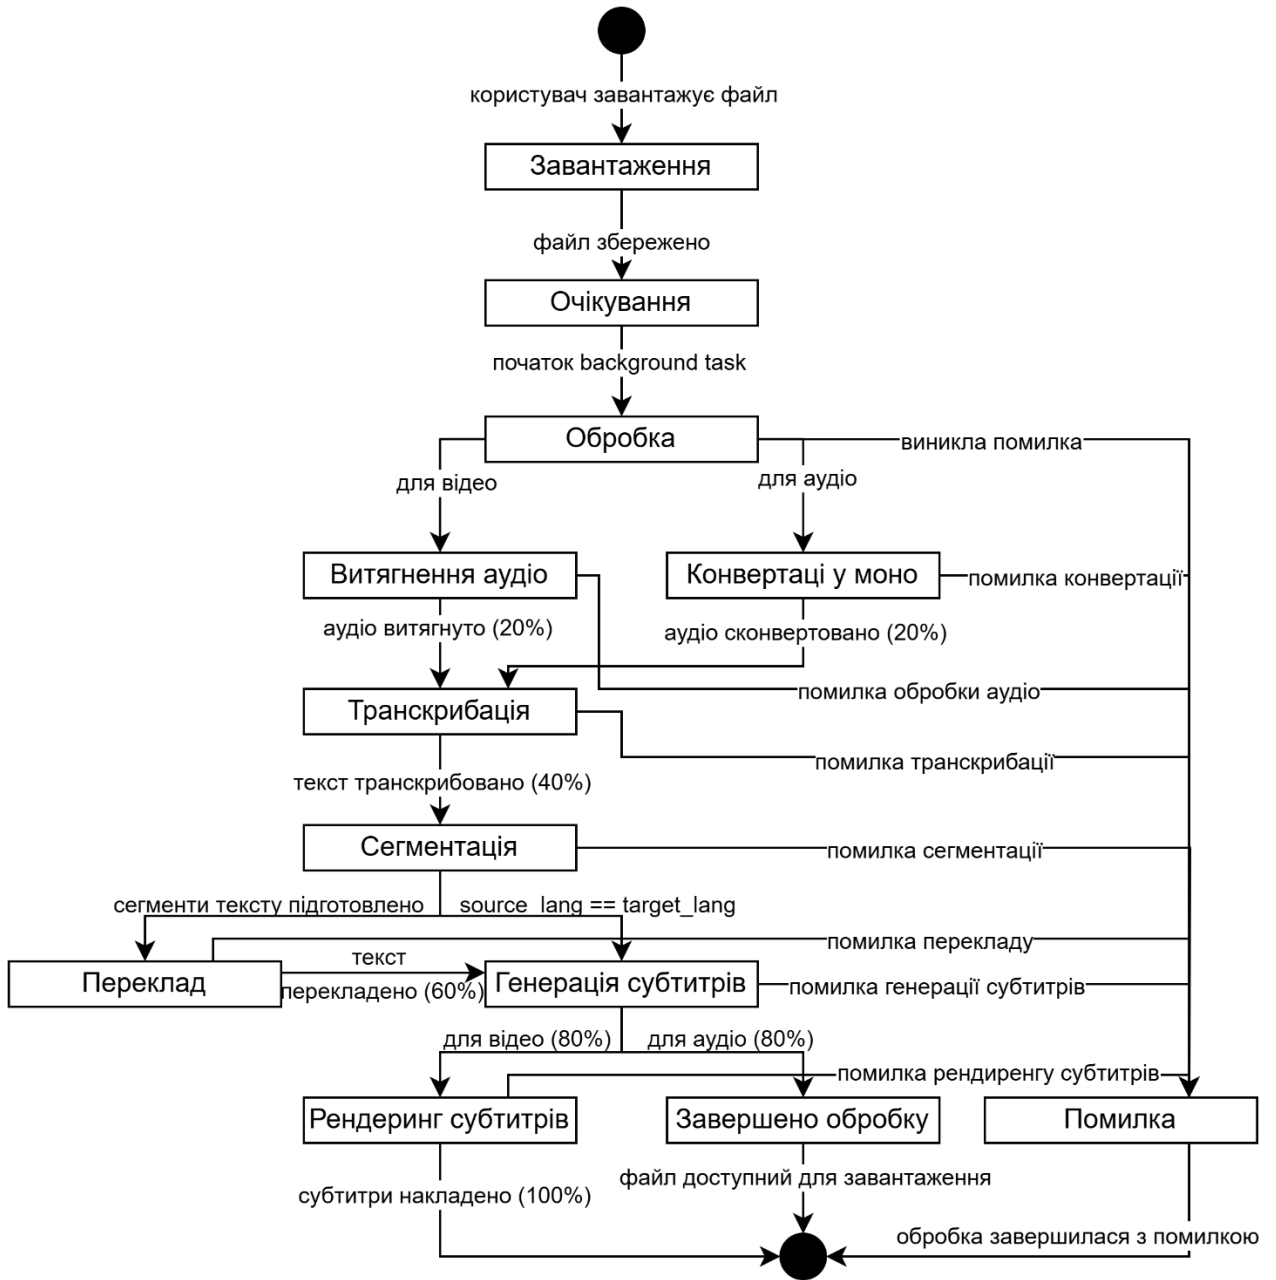 користувач завантажує файл
Завантаження
файл збережено
Очікування
початок background task
Обробка
виникла помилка
для відео
для аудіо
Витягнення аудіо
Конвертаці у моно
помилка конвертації
аудіо витягнуто (20%)
аудіо сконвертовано (20%)
помилка обробки аудіо
Транскрибація
помилка транскрибації
текст транскрибовано (40%)
Сегментація
помилка сегментації
сегменти тексту підготовлено
source_lang == target_lang
помилка перекладу
текст
перекладено (60%)
Переклад
Генерація субтитрів
помилка генерації субтитрів
для відео (80%)
для аудіо (80%)
помилка рендиренгу субтитрів
Рендеринг субтитрів
Завершено обробку
Помилка
файл доступний для завантаження
субтитри накладено (100%)
обробка завершилася з помилкою